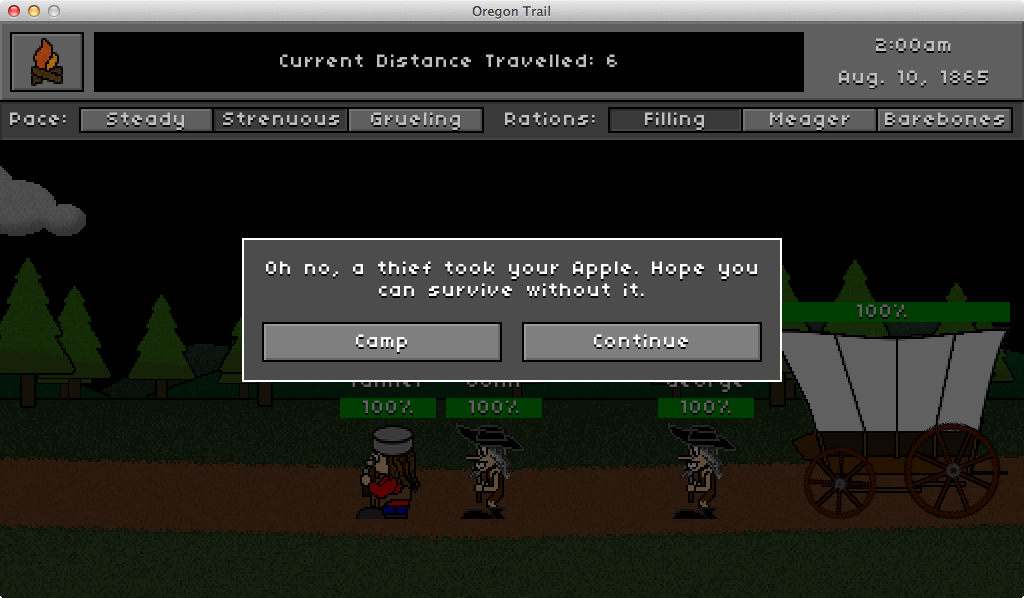 Oregon Trail
Current Distance Travelled: 6
2:00am
Aug. 10, 1865
Pace: Steady Strenuous Grueling Rations: Filling Meager Barebones
Oh no, a thief took your Apple. Hope you
can survive without it.
Camp Continue
100%
George
100% 100% 100%